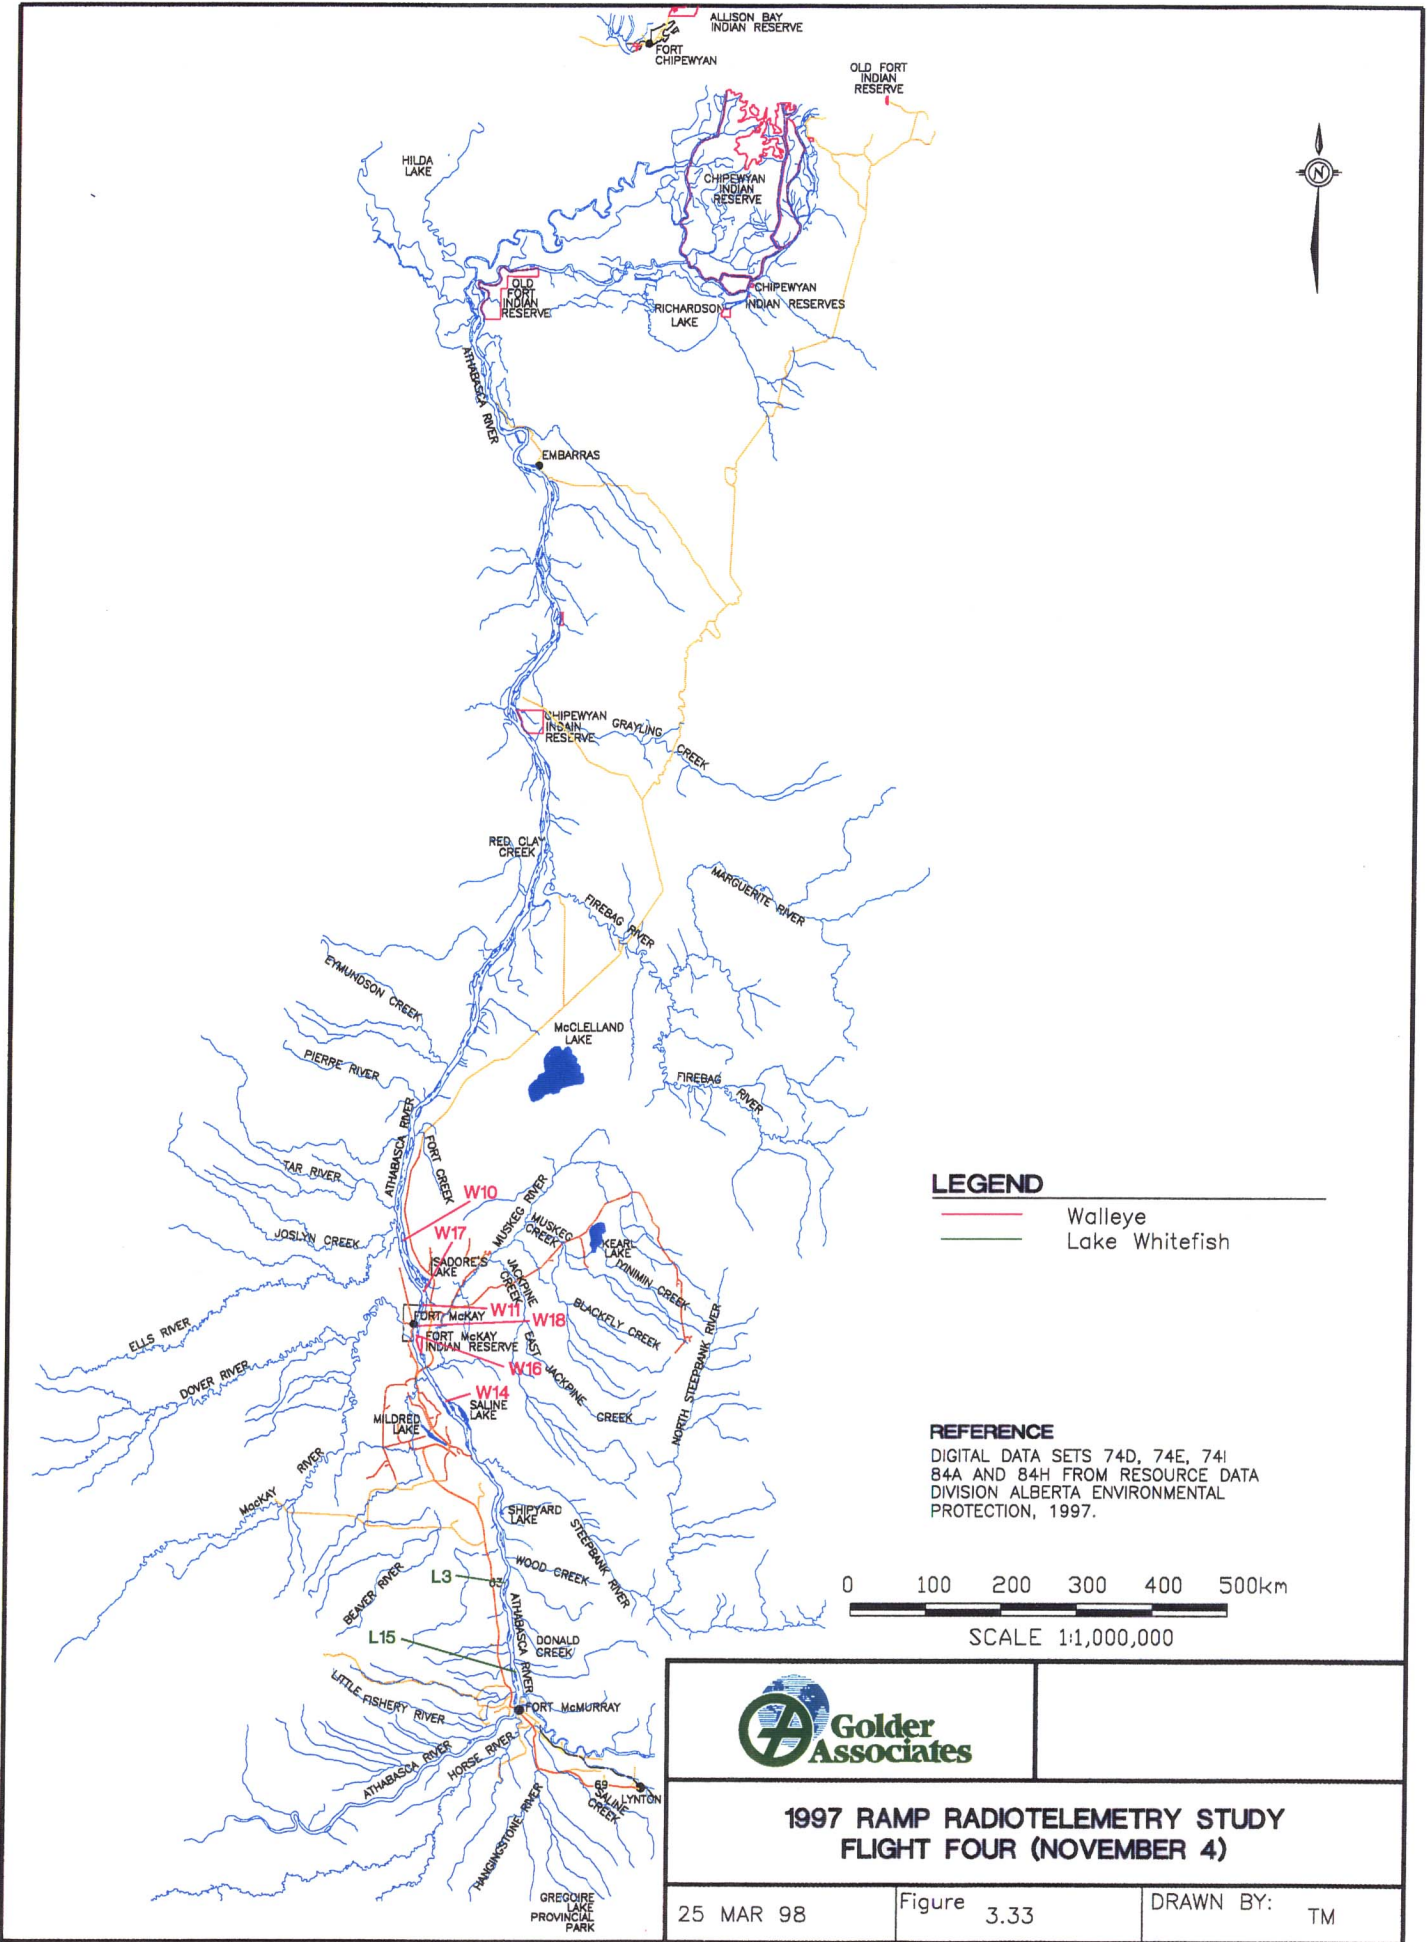 ALLISON BAY
INDIAN RESERVE
FORT
CHIPEWYAN
OLD FORT
INDIAN
RESERVE
N
HILDA
LAKE
CHIPEWYAN
INDIAN
RESERVE
OLD
FORT
INDIAN
RESERVE
CHIPEWYAN
INDIAN RESERVES
RICHARDSON
LAKE
ATHABASCA RIVER
EMBARRAS
CHIPEWYAN
INDAIN
RESERVE
GRAYLING
CREEK
RED CLAY
CREEK
MARGUERITE RIVER
FIREBAG RIVER
EYMUNDSON CREEK
McCLELLAND
LAKE
PIERRE RIVER
FIREBAG RIVER
ATHABASCA RIVER
FORT CREEK
TAR RIVER
W10
MUSKEG RIVER
MUSKEG
CREEK
W17
JOSLYN CREEK
KEARL
LAKE
ISADORE'S
LAKE
JACKPINE
CREEK
IYINIMIN CREEK
BLACKFLY CREEK
W11
FORT McKAY
W18
FORT McKAY
INDIAN RESERVE
EAST JACKPINE
CREEK
ELLS RIVER
W16
DOVER RIVER
W14
SALINE
LAKE
MILDRED
LAKE
NORTH STEEPBANK RIVER
MacKAY RIVER
SHIPYARD
LAKE
STEEPBANK RIVER
WOOD CREEK
L3
63
BEAVER RIVER
ATHABASCA RIVER
L15
DONALD
CREEK
LITTLE FISHERY RIVER
FORT McMURRAY
ATHABASCA RIVER
HORSE RIVER
69
SALINE
CREEK
LYNTON
HANGINGSTONE RIVER
GREGOIRE
LAKE
PROVINCIAL
PARK
LEGEND
Walleye
Lake Whitefish
REFERENCE
DIGITAL DATA SETS 74D, 74E, 74I
84A AND 84H FROM RESOURCE DATA
DIVISION ALBERTA ENVIRONMENTAL
PROTECTION, 1997.
0 100 200 300 400 500km
SCALE 1:1,000,000
Golder
Associates
1997 RAMP RADIOTELEMETRY STUDY
FLIGHT FOUR (NOVEMBER 4)
25 MAR 98
Figure 3.33
DRAWN BY: TM